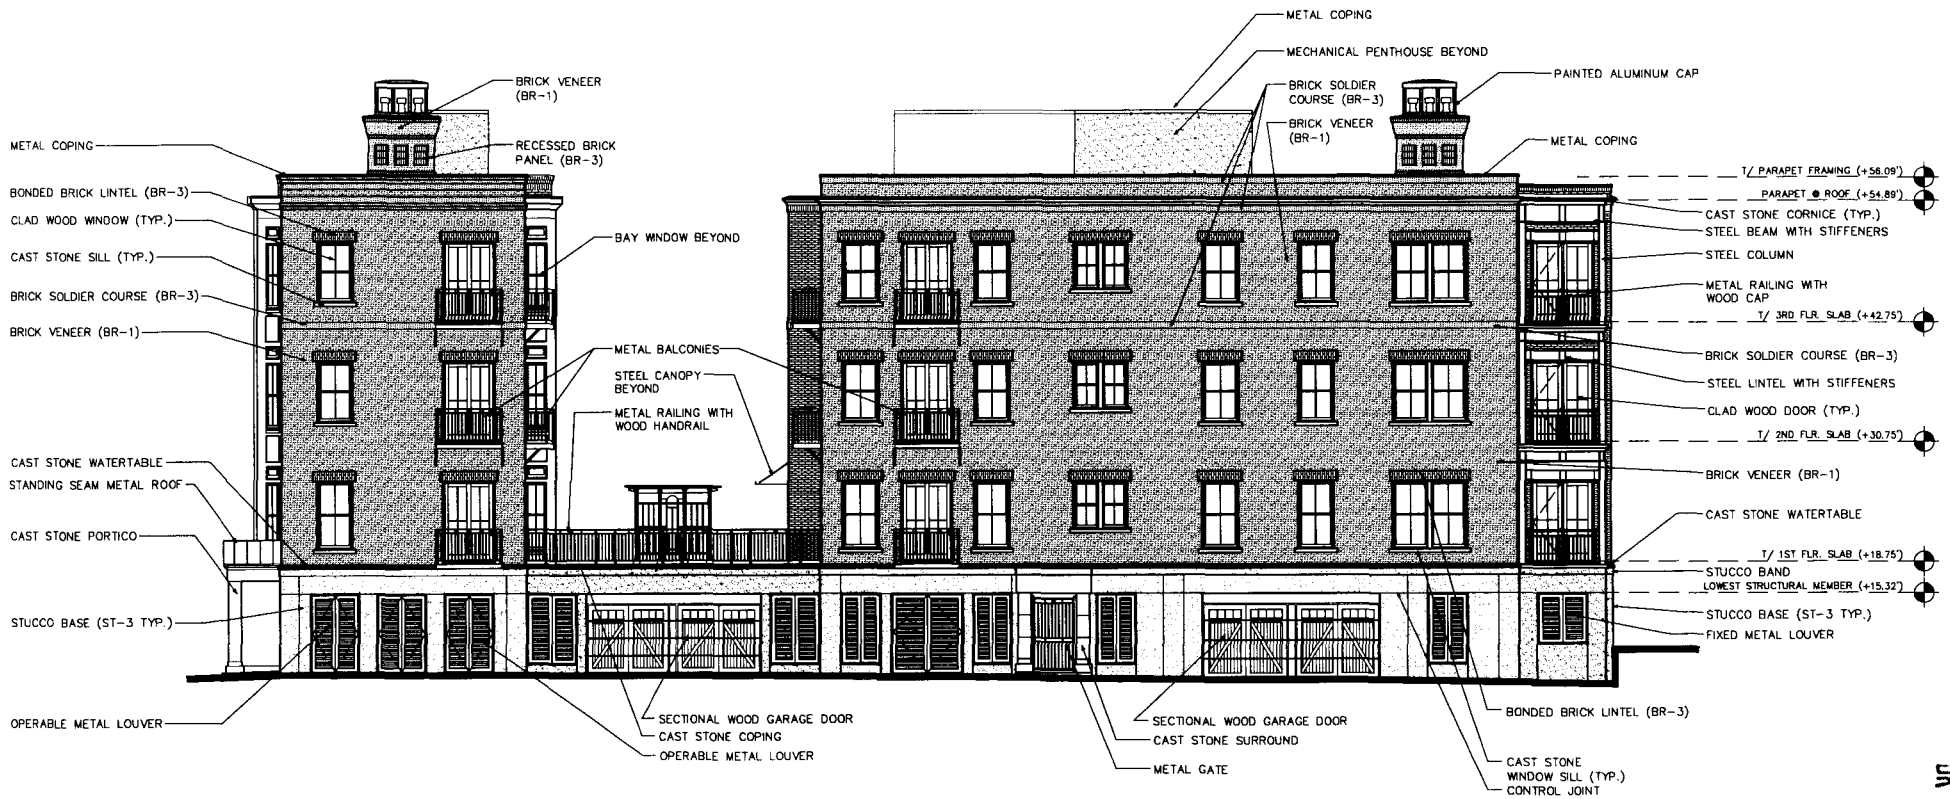 METAL COPING
MECHANICAL PENTHOUSE BEYOND
BRICK SOLDIER
COURSE (BR-3)
BRICK VENEER
(BR-1)
PAINTED ALUMINUM CAP
METAL COPING
BRICK VENEER
(BR-1)
RECESSED BRICK
PANEL (BR-3)
METAL COPING
BONDED BRICK LINTEL (BR-3)
CLAD WOOD WINDOW (TYP.)
CAST STONE SILL (TYP.)
BRICK SOLDIER COURSE (BR-3)
BRICK VENEER (BR-1)
CAST STONE WATERTABLE
STANDING SEAM METAL ROOF
CAST STONE PORTICO
STUCCO BASE (ST-3 TYP.)
OPERABLE METAL LOUVER
BAY WINDOW BEYOND
METAL BALCONIES
STEEL CANOPY
BEYOND
METAL RAILING WITH
WOOD HANDRAIL
T/ PARAPET FRAMING (+56.09')
PARAPET @ ROOF (+54.89')
CAST STONE CORNICE (TYP.)
STEEL BEAM WITH STIFFENERS
STEEL COLUMN
METAL RAILING WITH
WOOD CAP
T/ 3RD FLR. SLAB (+42.75')
BRICK SOLDIER COURSE (BR-3)
STEEL LINTEL WITH STIFFENERS
CLAD WOOD DOOR (TYP.)
T/ 2ND FLR. SLAB (+30.75')
BRICK VENEER (BR-1)
CAST STONE WATERTABLE
T/ 1ST FLR. SLAB (+18.75')
STUCCO BAND
LOWEST STRUCTURAL MEMBER (+15.32')
STUCCO BASE (ST-3 TYP.)
FIXED METAL LOUVER
SECTIONAL WOOD GARAGE DOOR
CAST STONE COPING
OPERABLE METAL LOUVER
SECTIONAL WOOD GARAGE DOOR
CAST STONE SURROUND
METAL GATE
BONDED BRICK LINTEL (BR-3)
CAST STONE
WINDOW SILL (TYP.)
CONTROL JOINT